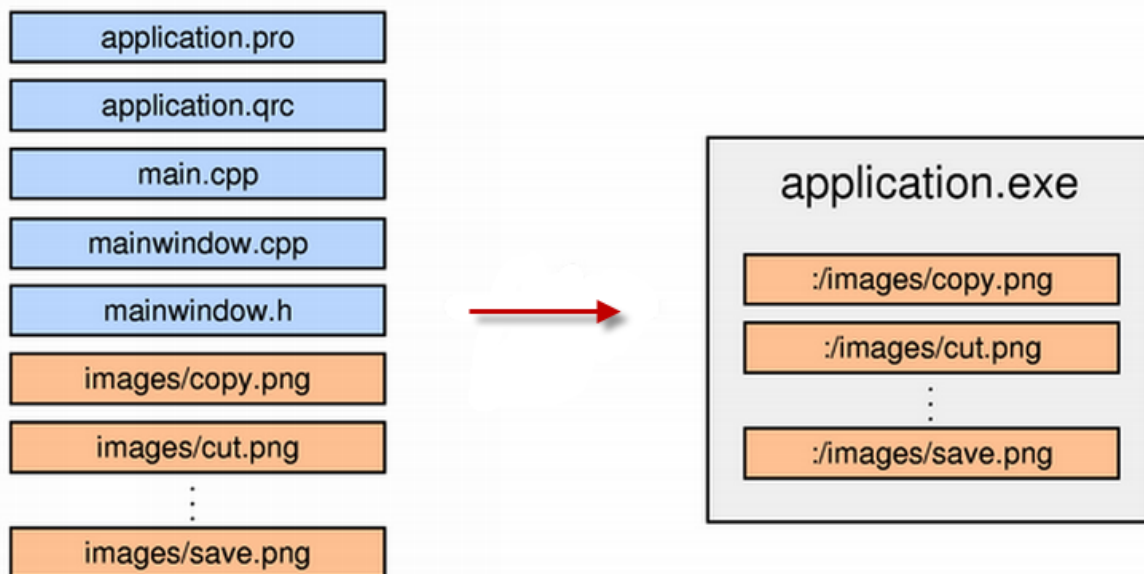 application.pro
application.qrc
main.cpp
mainwindow.cpp
mainwindow.h
images/copy.png
images/cut.png
images/save.png
application.exe
:/images/copy.png
:/images/cut.png
:/images/save.png